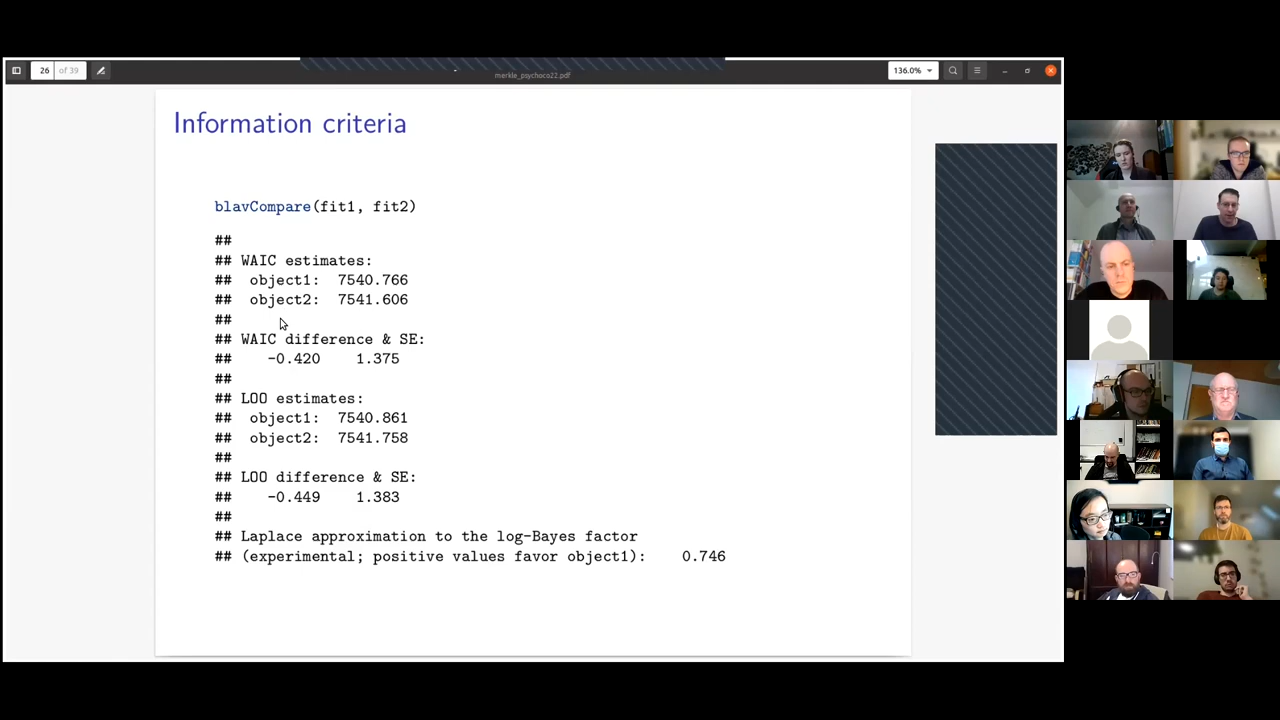 26 of 39
merkle_psychoco22.pdf
136.0%
Information criteria
blavCompare(fit1, fit2)
##
## WAIC estimates:
## object1: 7540.766
## object2: 7541.606
##
## WAIC difference & SE:
## -0.420 1.375
##
## LOO estimates:
## object1: 7540.861
## object2: 7541.758
##
## LOO difference & SE:
## -0.449 1.383
##
## Laplace approximation to the log-Bayes factor
## (experimental; positive values favor object1): 0.746